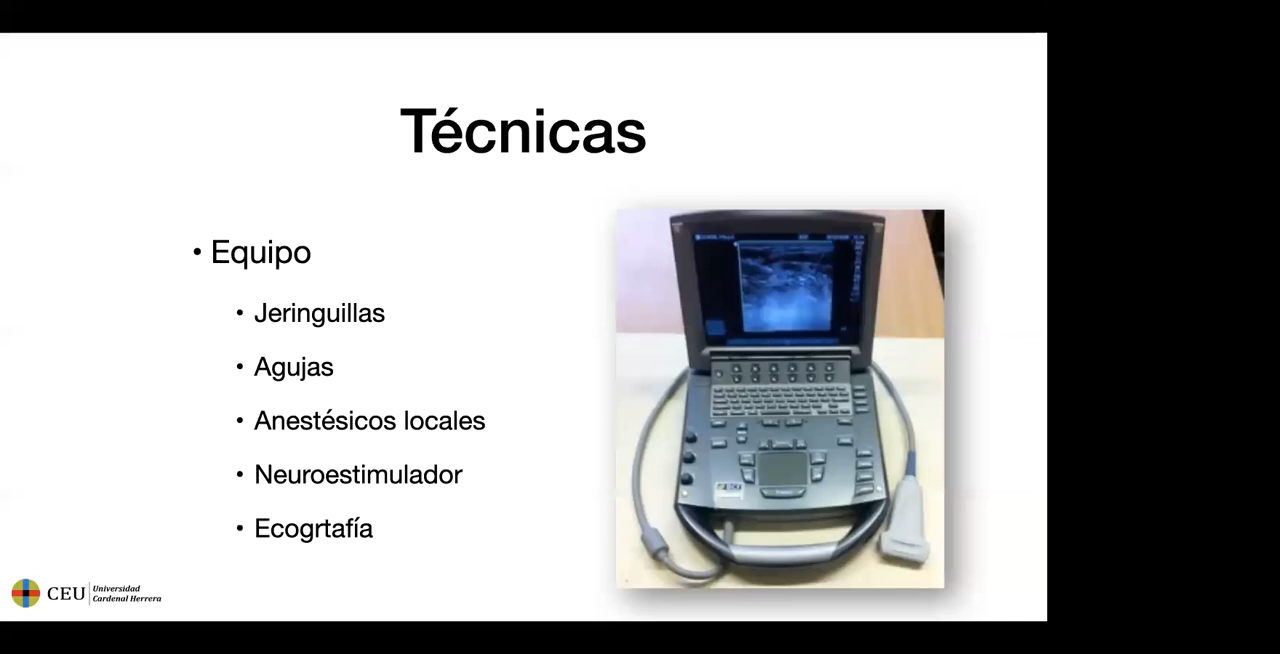 Técnicas
• Equipo
• Jeringuillas
• Agujas
• Anestésicos locales
• Neuroestimulador
• Ecogrtafía
CEU Universidad
Cardenal Herrera